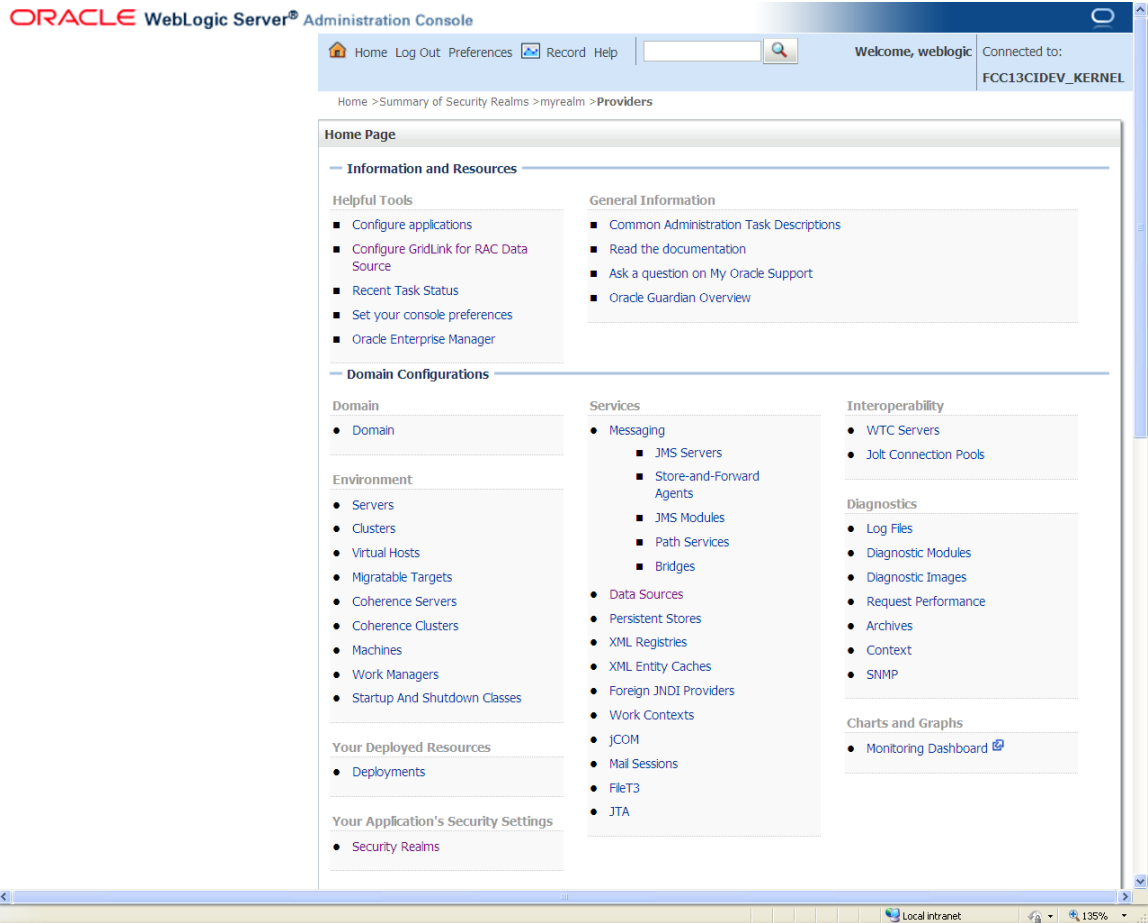 ORACLE WebLogic Server® Administration Console
Home Log Out Preferences Record Help
Welcome, weblogic
Connected to:
FCC13CIDEV_KERNEL
Home >Summary of Security Realms >myrealm >Providers
Home Page
Information and Resources
Helpful Tools
Configure applications
Configure GridLink for RAC Data
Source
Recent Task Status
Set your console preferences
Oracle Enterprise Manager
General Information
Common Administration Task Descriptions
Read the documentation
Ask a question on My Oracle Support
Oracle Guardian Overview
Domain Configurations
Domain
Domain
Environment
Servers
Clusters
Virtual Hosts
Migratable Targets
Coherence Servers
Coherence Clusters
Machines
Work Managers
Startup And Shutdown Classes
Your Deployed Resources
Deployments
Your Application's Security Settings
Security Realms
Services
Messaging
JMS Servers
Store-and-Forward
Agents
JMS Modules
Path Services
Bridges
Data Sources
Persistent Stores
XML Registries
XML Entity Caches
Foreign JNDI Providers
Work Contexts
jCOM
Mail Sessions
FileT3
JTA
Interoperability
WTC Servers
Jolt Connection Pools
Diagnostics
Log Files
Diagnostic Modules
Diagnostic Images
Request Performance
Archives
Context
SNMP
Charts and Graphs
Monitoring Dashboard
Local intranet
135%